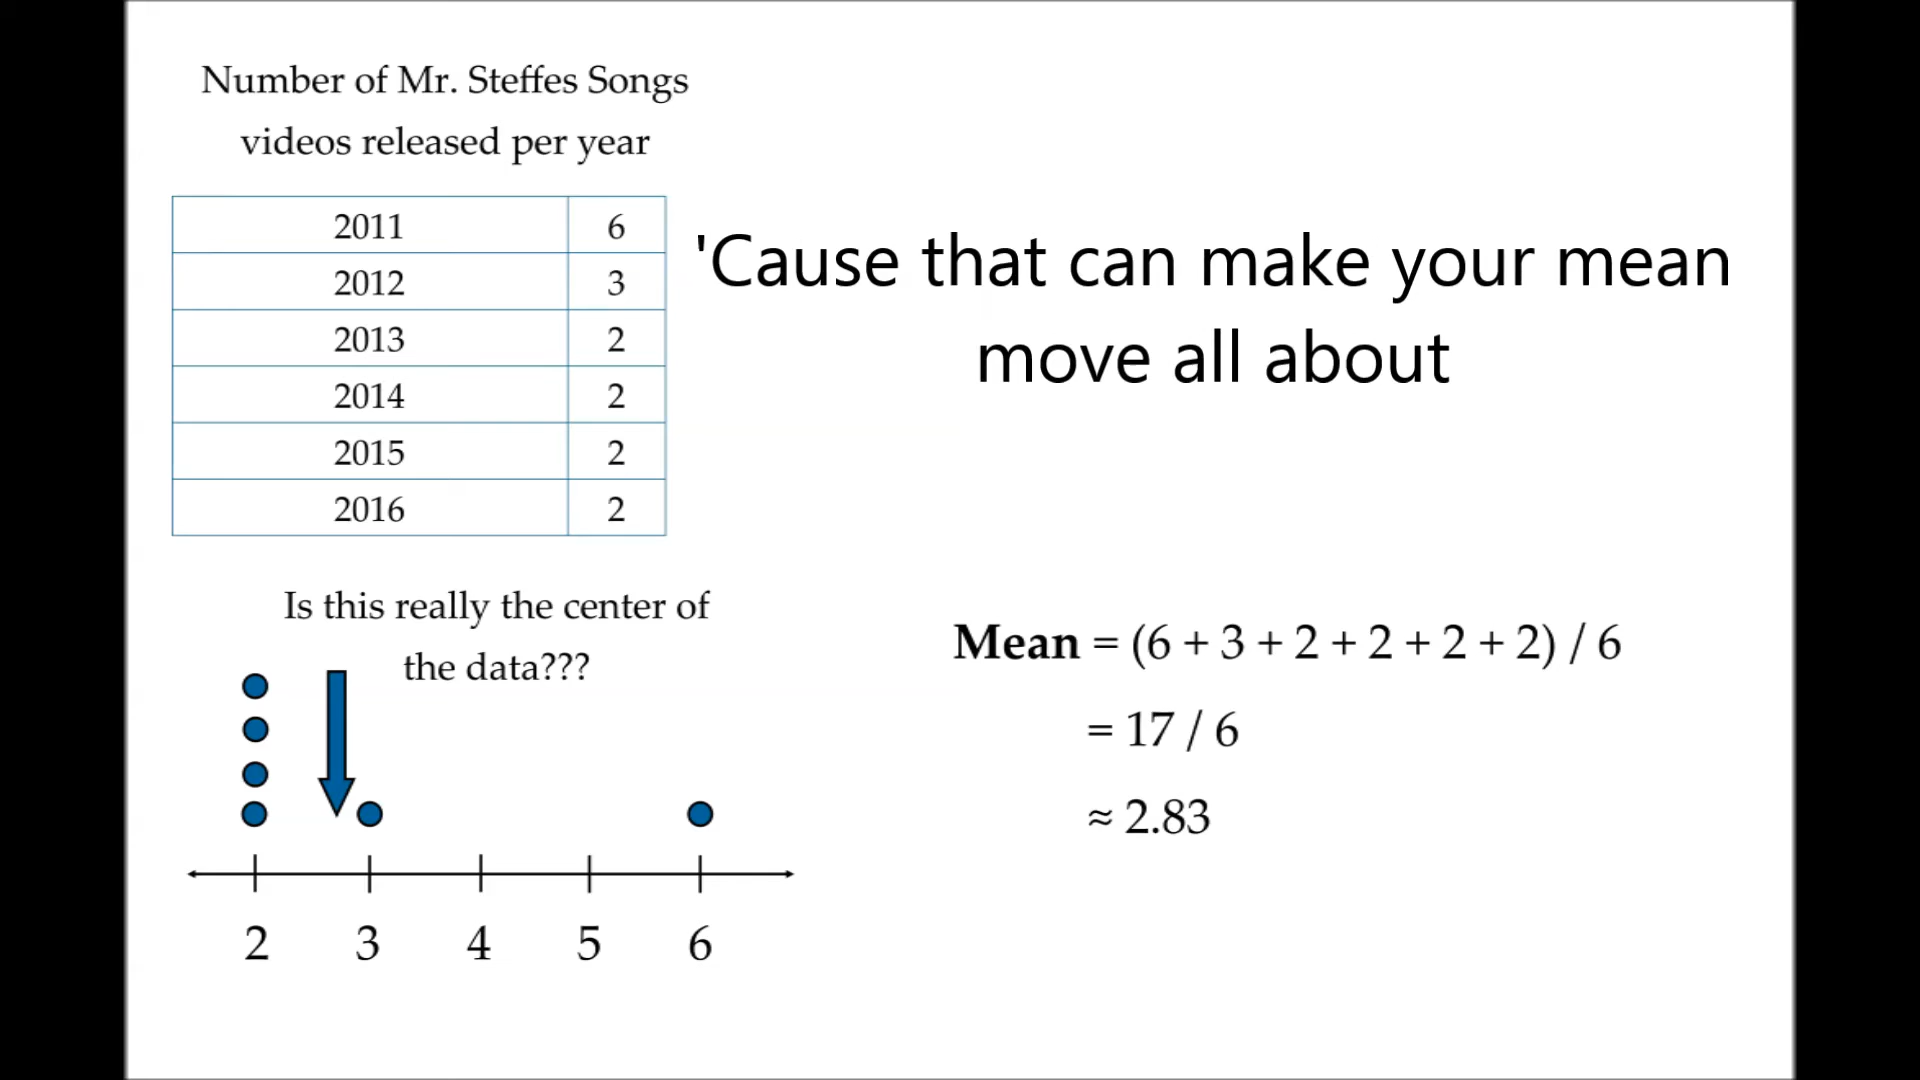 Number of Mr. Steffes Songs
videos released per year
2011 6
2012 3
2013 2
2014 2
2015 2
2016 2
'Cause that can make your mean
move all about
Is this really the center of
the data???
2 3 4 5 6
Mean = (6 + 3 + 2 + 2 + 2 + 2) / 6
= 17 / 6
≈ 2.83